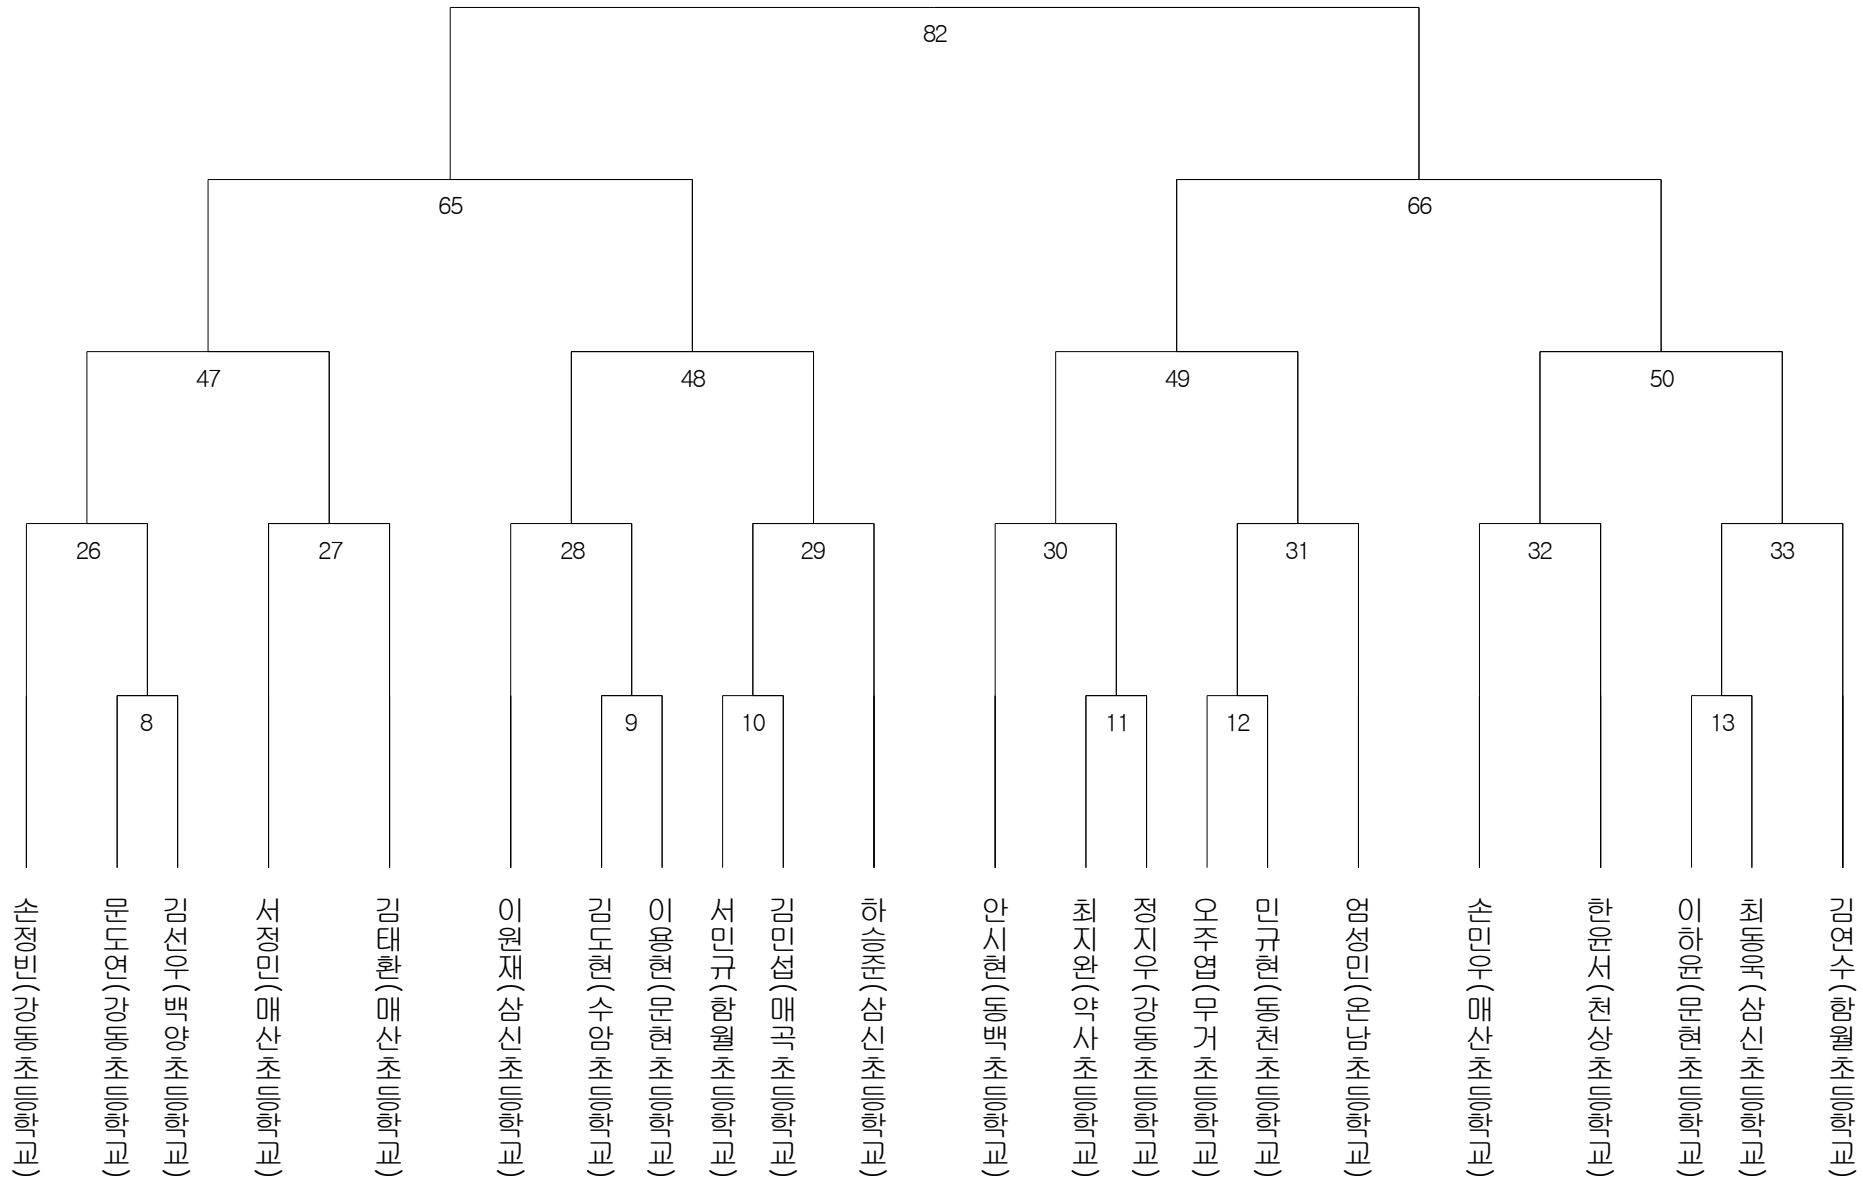 82
65
66
47
48
49
50
26
27
28
29
30
31
32
33
8
9
10
11
12
13
손정빈(강동초등학교)
문도연(강동초등학교)
김선우(백양초등학교)
서정민(매산초등학교)
김태환(매산초등학교)
이원재(삼신초등학교)
김도현(수암초등학교)
이용현(문현초등학교)
서민규(함월초등학교)
김민섭(매곡초등학교)
하승준(삼신초등학교)
안시현(동백초등학교)
최지완(약사초등학교)
정지우(강동초등학교)
오주엽(무거초등학교)
민규현(동천초등학교)
엄성민(온남초등학교)
손민우(매산초등학교)
한윤서(천상초등학교)
이하윤(문현초등학교)
최동욱(삼신초등학교)
김연수(함월초등학교)